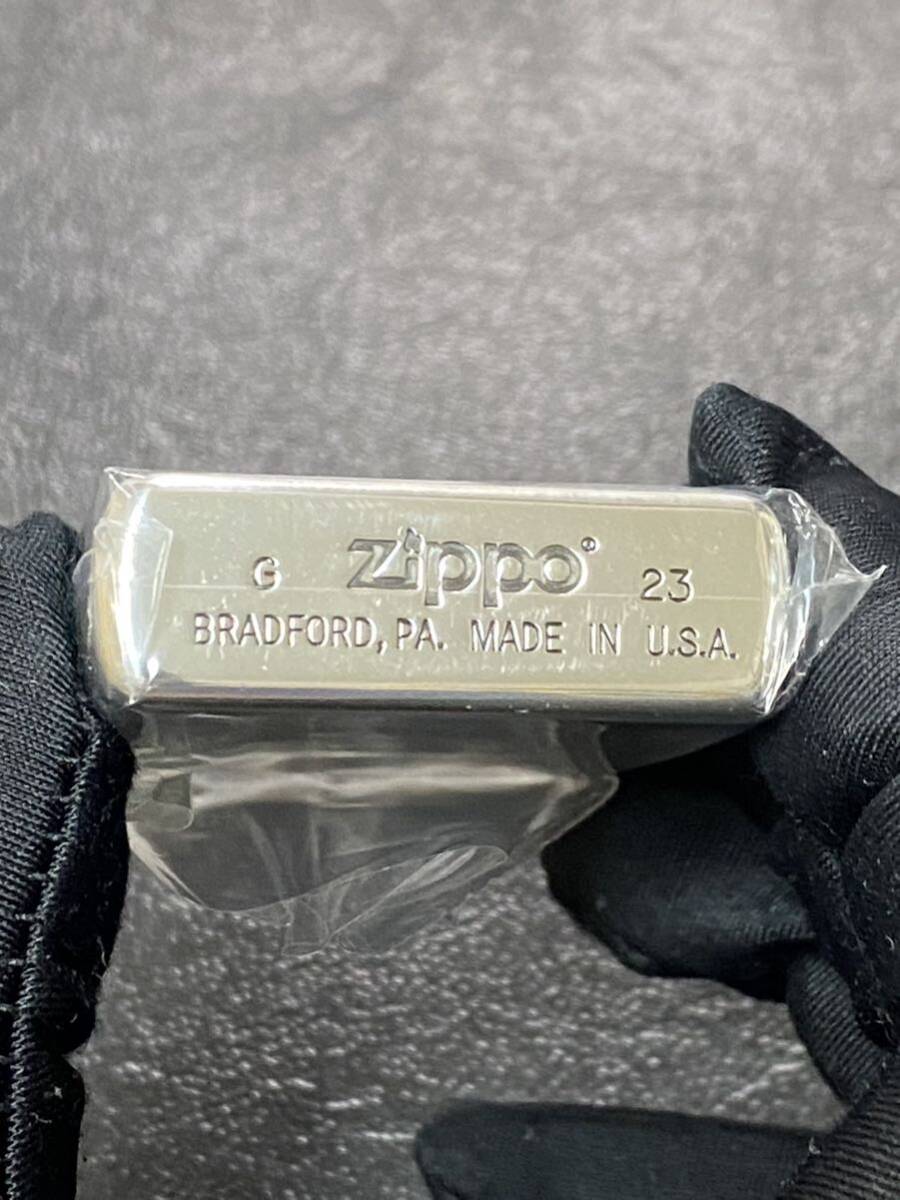 G Zippo® 23
BRADFORD, PA. MADE IN U.S.A.